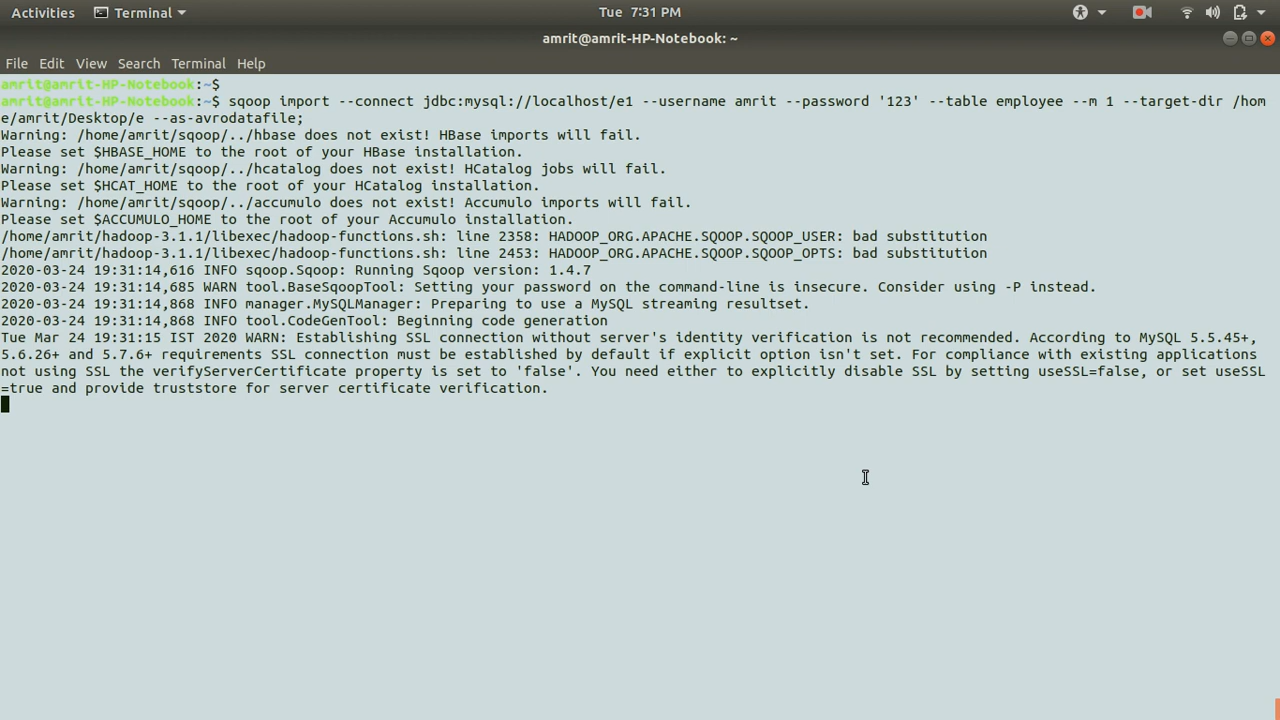 Activities Terminal Tue 7:31 PM
amrit@amrit-HP-Notebook: ~
File Edit View Search Terminal Help
amrit@amrit-HP-Notebook:~$
amrit@amrit-HP-Notebook:~$ sqoop import --connect jdbc:mysql://localhost/e1 --username amrit --password '123' --table employee --m 1 --target-dir /hom
e/amrit/Desktop/e --as-avrodatafile;
Warning: /home/amrit/sqoop/../hbase does not exist! HBase imports will fail.
Please set $HBASE_HOME to the root of your HBase installation.
Warning: /home/amrit/sqoop/../hcatalog does not exist! HCatalog jobs will fail.
Please set $HCAT_HOME to the root of your HCatalog installation.
Warning: /home/amrit/sqoop/../accumulo does not exist! Accumulo imports will fail.
Please set $ACCUMULO_HOME to the root of your Accumulo installation.
/home/amrit/hadoop-3.1.1/libexec/hadoop-functions.sh: line 2358: HADOOP_ORG.APACHE.SQOOP.SQOOP_USER: bad substitution
/home/amrit/hadoop-3.1.1/libexec/hadoop-functions.sh: line 2453: HADOOP_ORG.APACHE.SQOOP.SQOOP_OPTS: bad substitution
2020-03-24 19:31:14,616 INFO sqoop.Sqoop: Running Sqoop version: 1.4.7
2020-03-24 19:31:14,685 WARN tool.BaseSqoopTool: Setting your password on the command-line is insecure. Consider using -P instead.
2020-03-24 19:31:14,868 INFO manager.MySQLManager: Preparing to use a MySQL streaming resultset.
2020-03-24 19:31:14,868 INFO tool.CodeGenTool: Beginning code generation
Tue Mar 24 19:31:15 IST 2020 WARN: Establishing SSL connection without server's identity verification is not recommended. According to MySQL 5.5.45+,
5.6.26+ and 5.7.6+ requirements SSL connection must be established by default if explicit option isn't set. For compliance with existing applications
not using SSL the verifyServerCertificate property is set to 'false'. You need either to explicitly disable SSL by setting useSSL=false, or set useSSL
=true and provide truststore for server certificate verification.